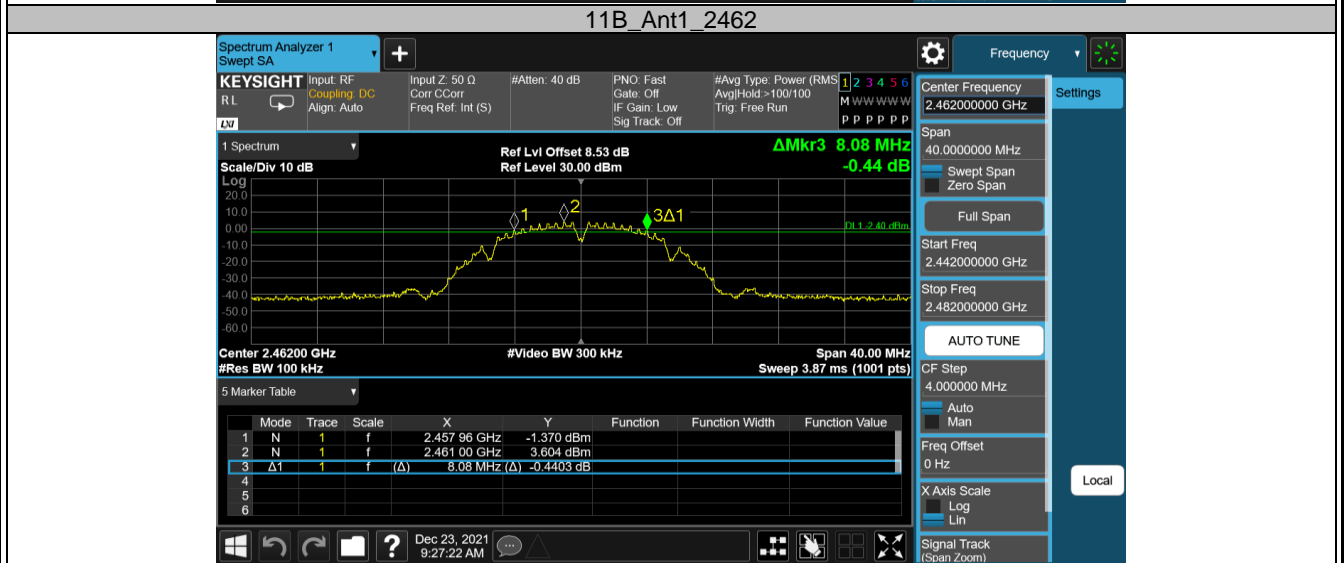 11B_Ant1_2462
Spectrum Analyzer 1
Swept SA
+
Frequency
KEYSIGHT
R L
LXI
Input: RF
Coupling: DC
Align: Auto
Input Z: 50 Ω
Corr CCorr
Freq Ref: Int (S)
#Atten: 40 dB
PNO: Fast
Gate: Off
IF Gain: Low
Sig Track: Off
#Avg Type: Power (RMS
Avg|Hold:>100/100
Trig: Free Run
1 2 3 4 5 6
M W W W W W
P P P P P P
Center Frequency
2.462000000 GHz
Settings
Span
40.0000000 MHz
Swept Span
Zero Span
Full Span
Start Freq
2.442000000 GHz
Stop Freq
2.482000000 GHz
AUTO TUNE
CF Step
4.000000 MHz
Auto
Man
Freq Offset
0 Hz
X Axis Scale
Log
Lin
Signal Track
(Span Zoom)
Local
1 Spectrum
Scale/Div 10 dB
Ref Lvl Offset 8.53 dB
Ref Level 30.00 dBm
ΔMkr3 8.08 MHz
-0.44 dB
Log
20.0
10.0
0.00
-10.0
-20.0
-30.0
-40.0
-50.0
-60.0
1
2
3Δ1
DL1 -2.40 dBm
Center 2.46200 GHz
#Video BW 300 kHz
Span 40.00 MHz
#Res BW 100 kHz
Sweep 3.87 ms (1001 pts)
5 Marker Table
Mode Trace Scale X Y Function Function Width Function Value
1 N 1 f 2.457 96 GHz -1.370 dBm
2 N 1 f 2.461 00 GHz 3.604 dBm
3 Δ1 1 f (Δ) 8.08 MHz (Δ) -0.4403 dB
4
5
6
?
Dec 23, 2021
9:27:22 AM